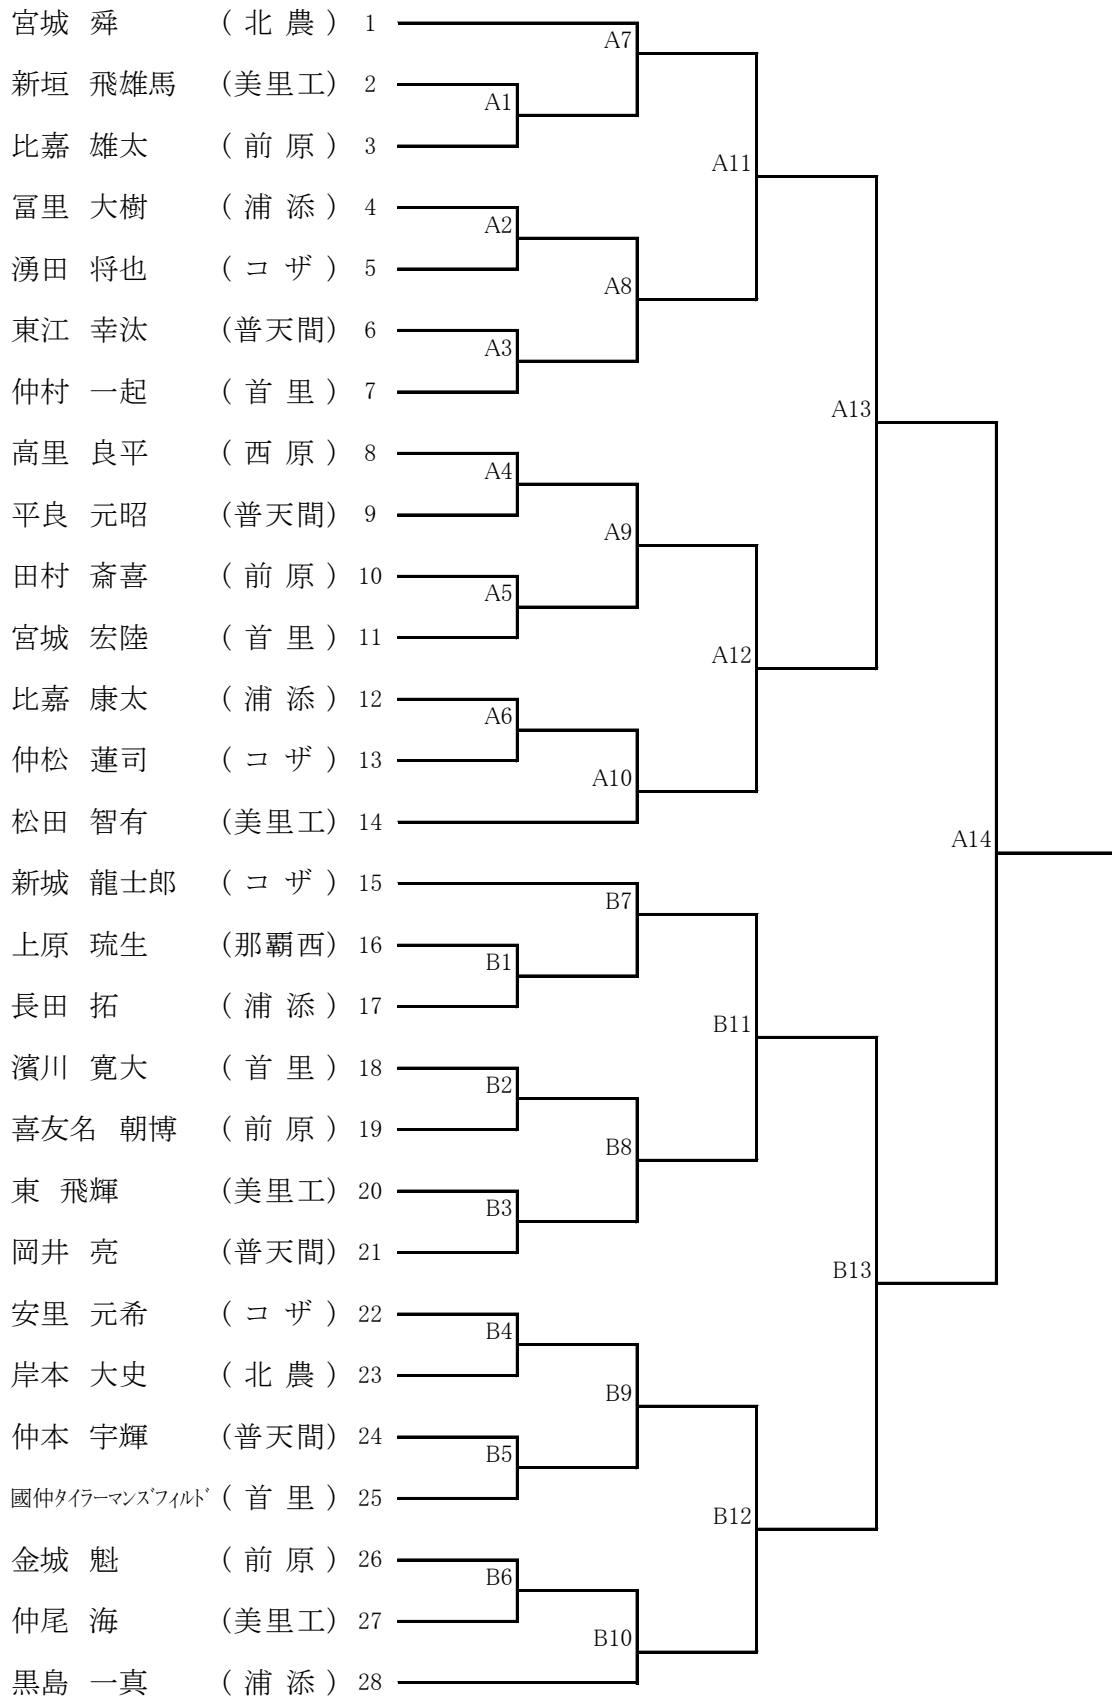 宮城 舜 (北農) 1
A7
新垣 飛雄馬 (美里工) 2
A1
比嘉 雄太 (前原) 3
A11
冨里 大樹 (浦添) 4
A2
湧田 将也 (コザ) 5
A8
東江 幸汰 (普天間) 6
A3
仲村 一起 (首里) 7
A13
高里 良平 (西原) 8
A4
平良 元昭 (普天間) 9
A9
田村 斎喜 (前原) 10
A5
宮城 宏陸 (首里) 11
A12
比嘉 康太 (浦添) 12
A6
仲松 蓮司 (コザ) 13
A10
松田 智有 (美里工) 14
A14
新城 龍士郎 (コザ) 15
B7
上原 琉生 (那覇西) 16
B1
長田 拓 (浦添) 17
B11
濱川 寛大 (首里) 18
B2
喜友名 朝博 (前原) 19
B8
東 飛輝 (美里工) 20
B3
岡井 亮 (普天間) 21
B13
安里 元希 (コザ) 22
B4
岸本 大史 (北農) 23
B9
仲本 宇輝 (普天間) 24
B5
國仲タイラーマンズフィルド (首里) 25
B12
金城 魁 (前原) 26
B6
仲尾 海 (美里工) 27
B10
黒島 一真 (浦添) 28